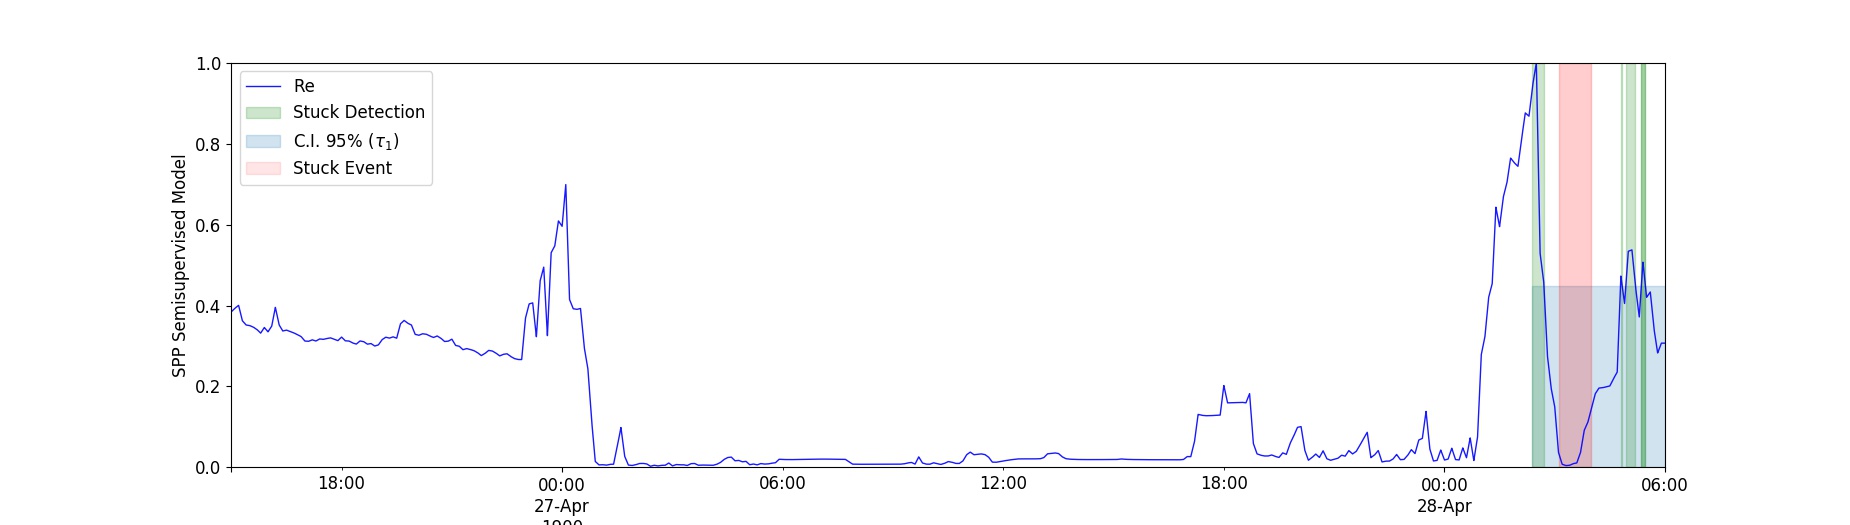 1.0
0.8
0.6
0.4
0.2
0.0
SPP Semisupervised Model
Re
Stuck Detection
C.I. 95% (τ₁)
Stuck Event
18:00 00:00 06:00 12:00 18:00 00:00 06:00
27-Apr 28-Apr
1900